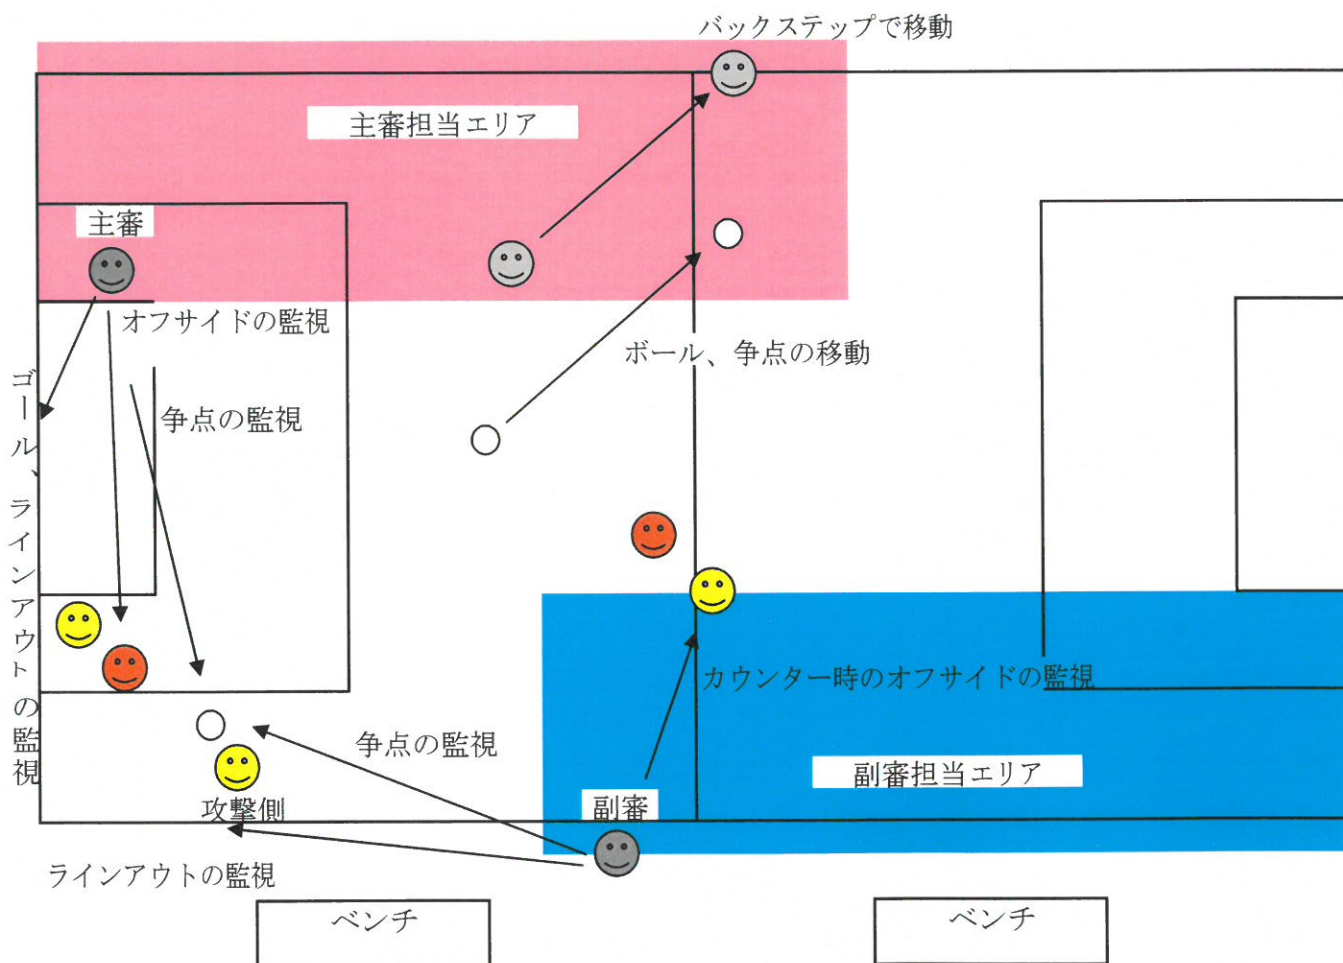 バックステップで移動
主審担当エリア
主審
オフサイドの監視
ボール、争点の移動
争点の監視
ゴール、ラインアウトの監視
カウンター時のオフサイドの監視
争点の監視
副審担当エリア
攻撃側
副審
ラインアウトの監視
ベンチ
ベンチ